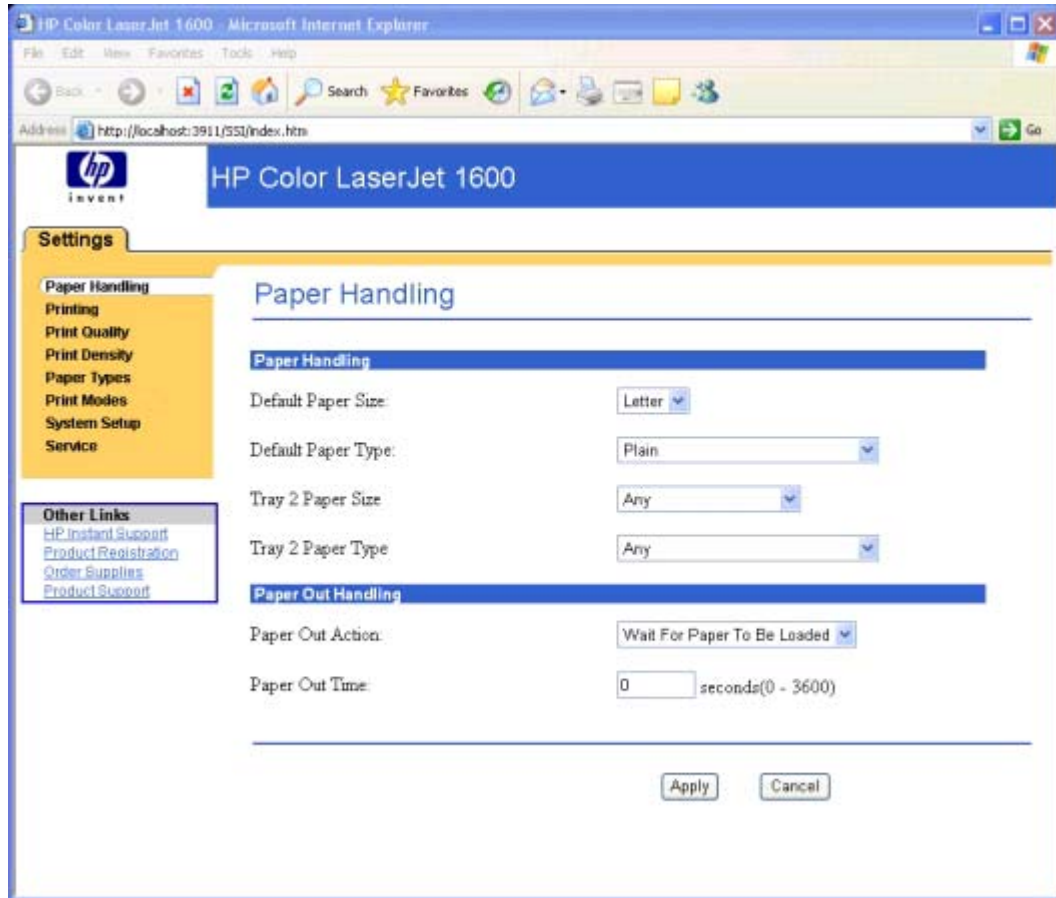 HP Color LaserJet 1600 - Microsoft Internet Explorer
File Edit View Favorites Tools Help
Back Search Favorites
Address http://localhost:3911/SSI/index.htm Go
hp
invent
HP Color LaserJet 1600
Settings
Paper Handling
Printing
Print Quality
Print Density
Paper Types
Print Modes
System Setup
Service
Other Links
HP Instant Support
Product Registration
Order Supplies
Product Support
Paper Handling
Paper Handling
Default Paper Size: Letter
Default Paper Type: Plain
Tray 2 Paper Size Any
Tray 2 Paper Type Any
Paper Out Handling
Paper Out Action: Wait For Paper To Be Loaded
Paper Out Time: 0 seconds(0 - 3600)
Apply Cancel